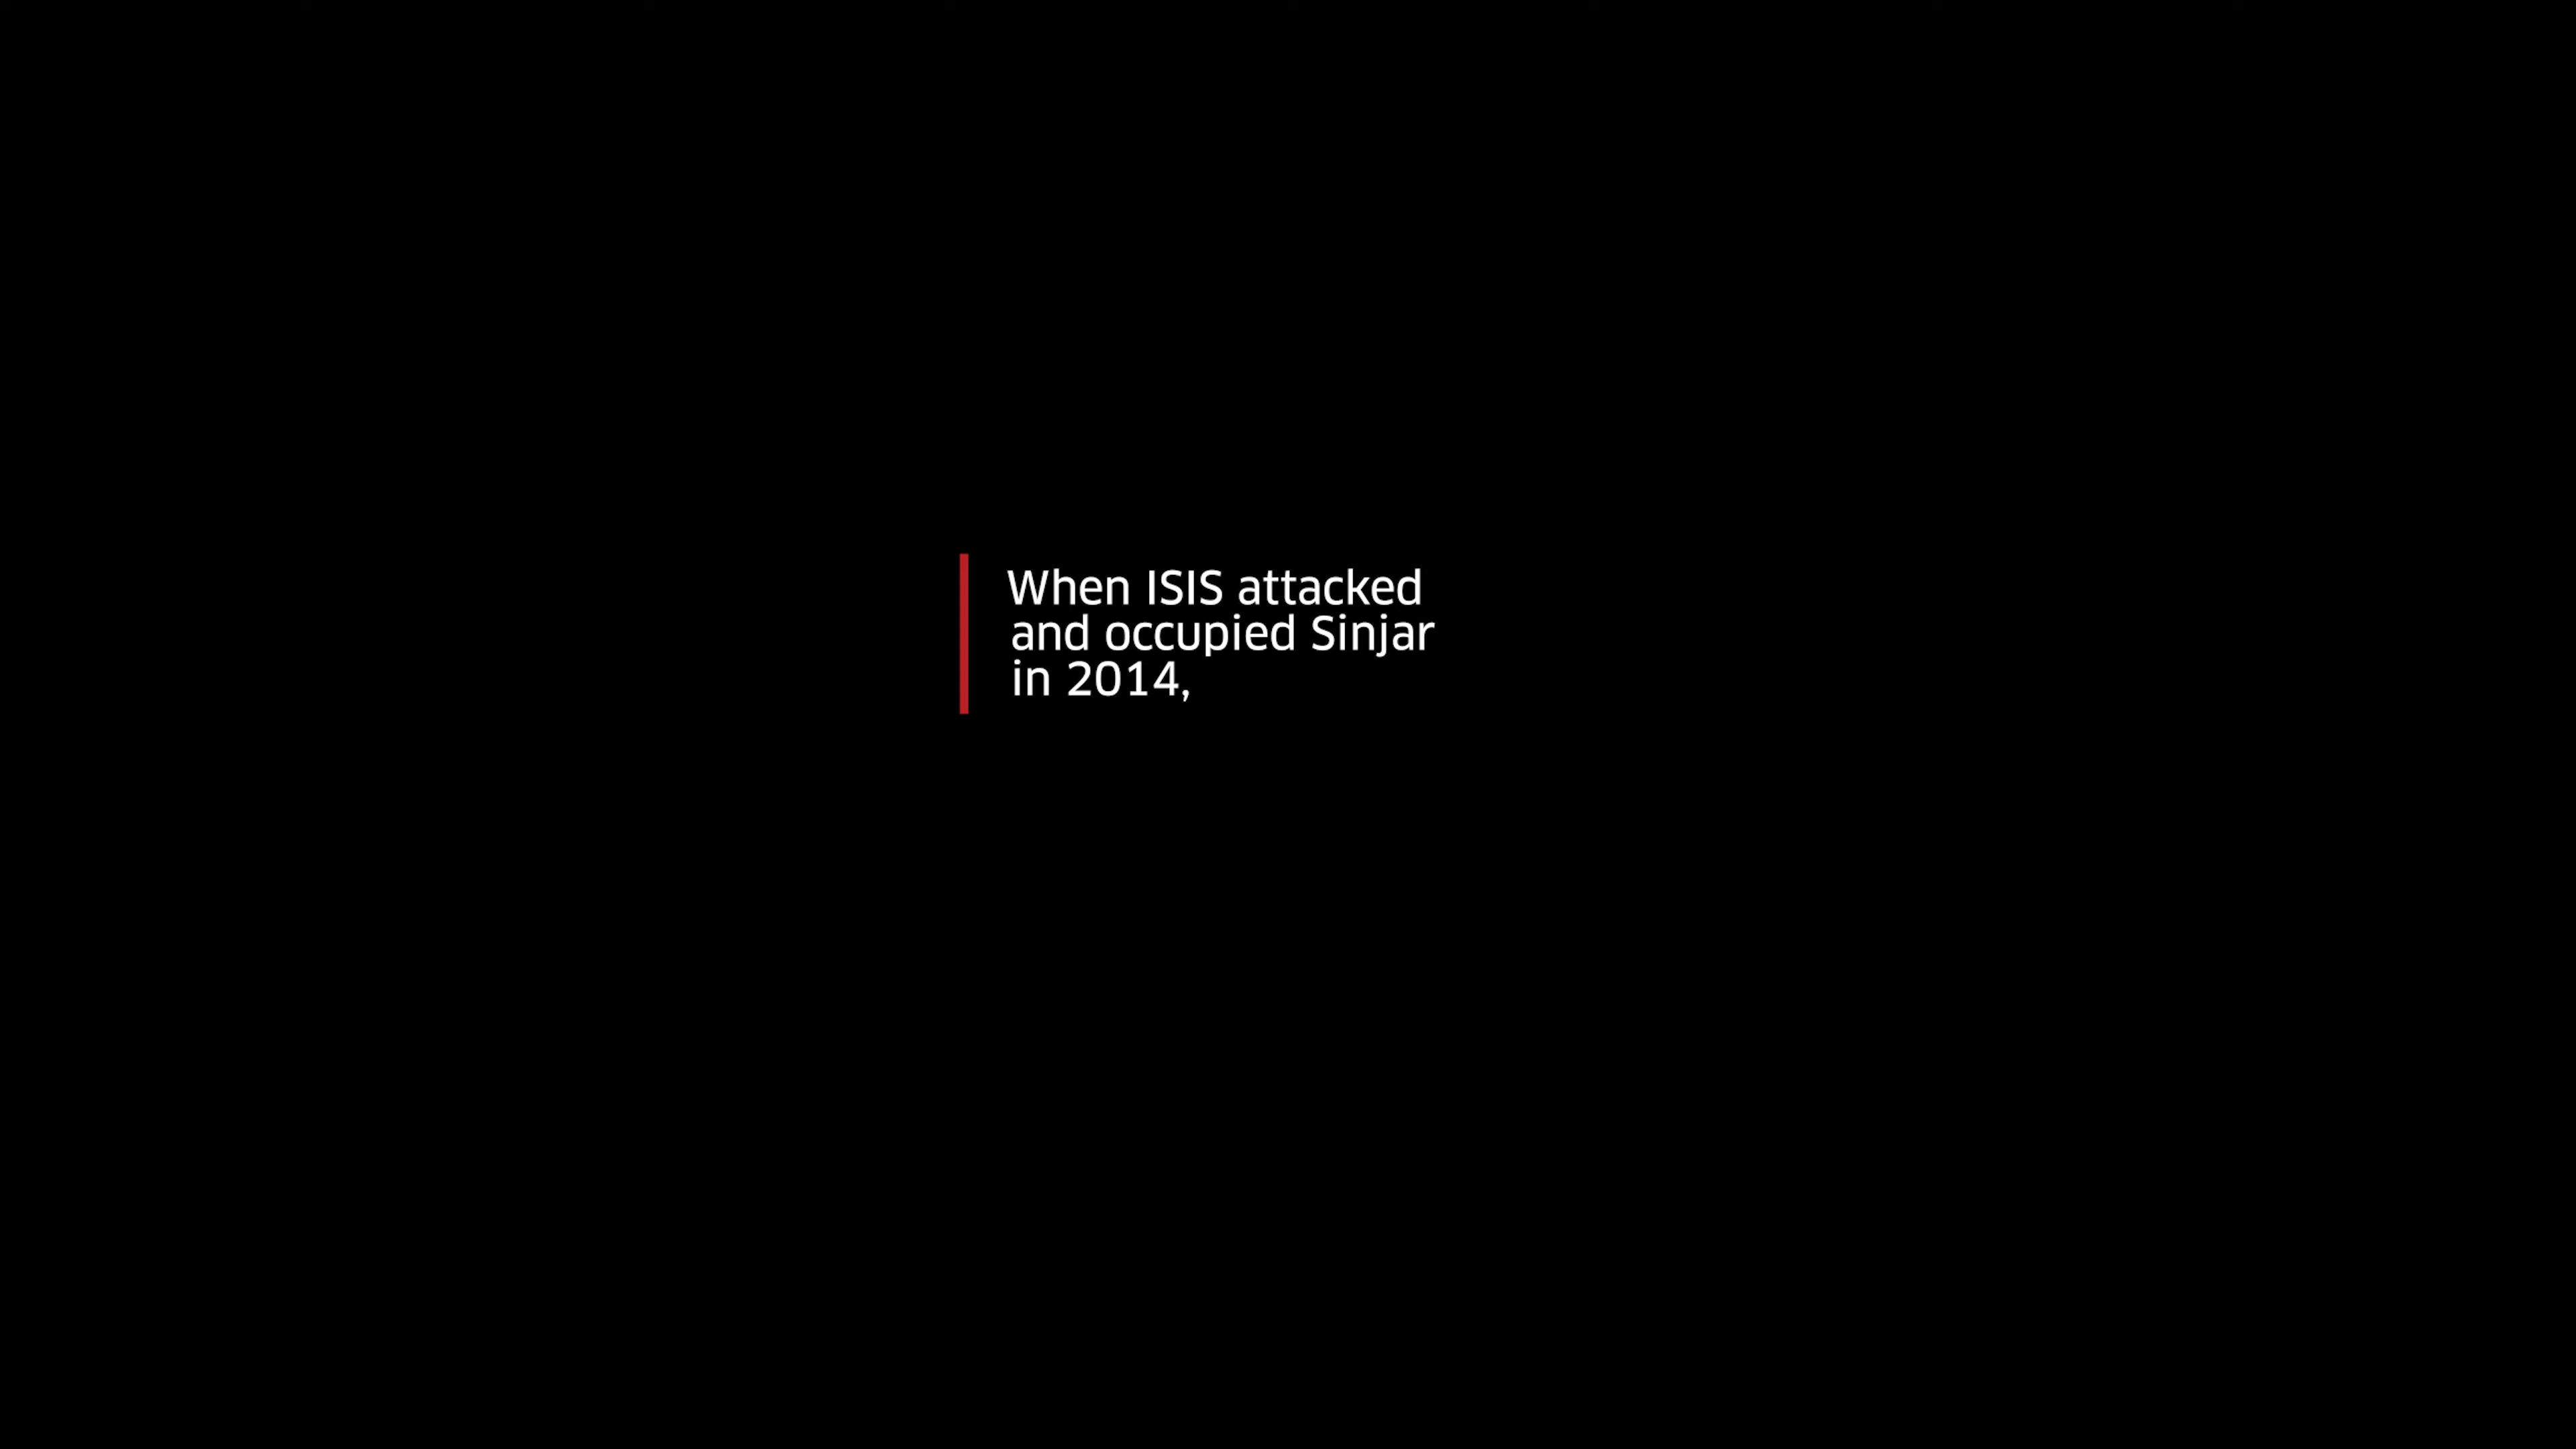 When ISIS attacked
and occupied Sinjar
in 2014,